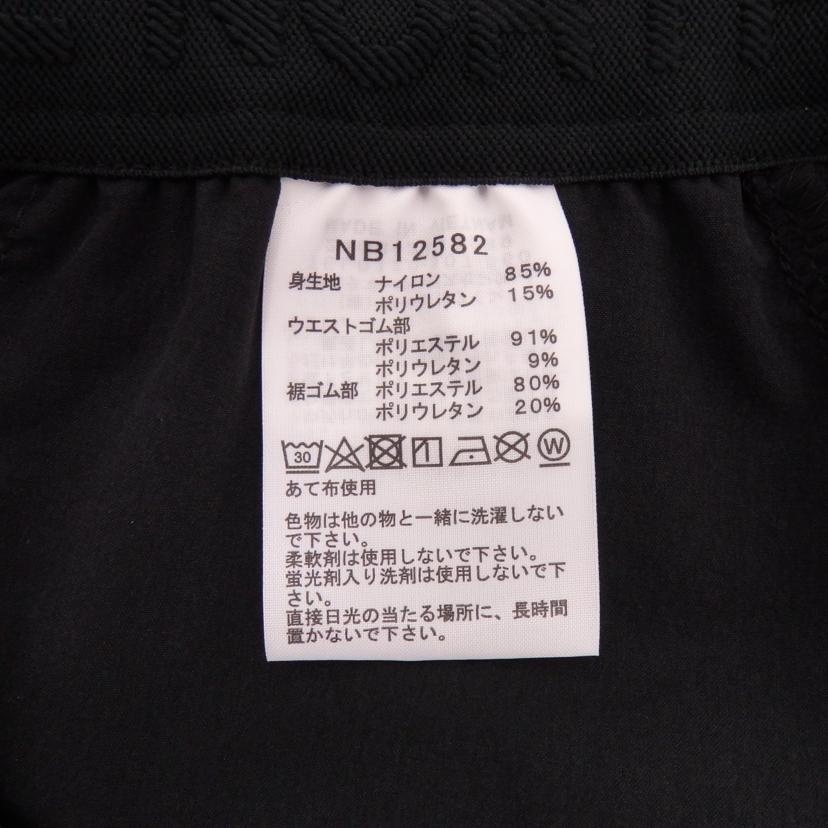 NB12582
身生地 ナイロン 85%
ポリウレタン 15%
ウエストゴム部
ポリエステル 91%
ポリウレタン 9%
裾ゴム部 ポリエステル 80%
ポリウレタン 20%
30 W
あて布使用
色物は他の物と一緒に洗濯しない
で下さい。
柔軟剤は使用しないで下さい。
蛍光剤入り洗剤は使用しないで下
さい。
直接日光の当たる場所に、長時間
置かないで下さい。